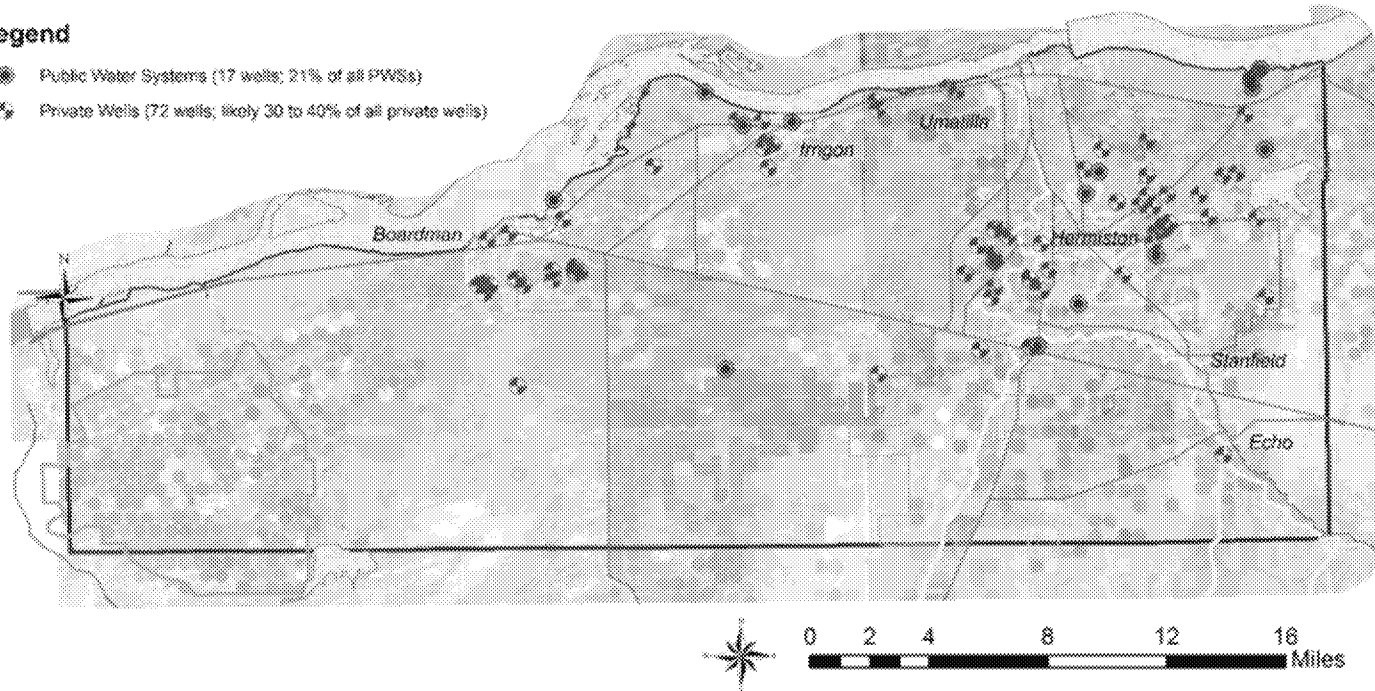 egend
Public Water Systems (17 wells; 21% of all PWSs)
Private Wells (72 wells; likely 30 to 40% of all private wells)
Umatilla
Irrigon
Boardman
Hermiston
N
Stanfield
Echo
0 2 4 8 12 16
Miles